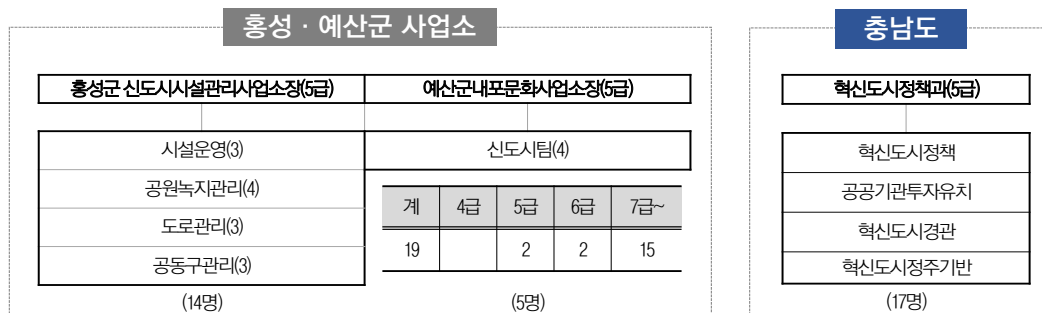 홍성 · 예산군 사업소
홍성군 신도시시설관리사업소장(5급)
예산군내포문화사업소장(5급)
시설운영(3)
신도시팀(4)
공원녹지관리(4)
도로관리(3)
공동구관리(3)
계 4급 5급 6급 7급~
19 2 2 15
(14명)
(5명)
충남도
혁신도시정책과(5급)
혁신도시정책
공공기관투자유치
혁신도시경관
혁신도시정주기반
(17명)